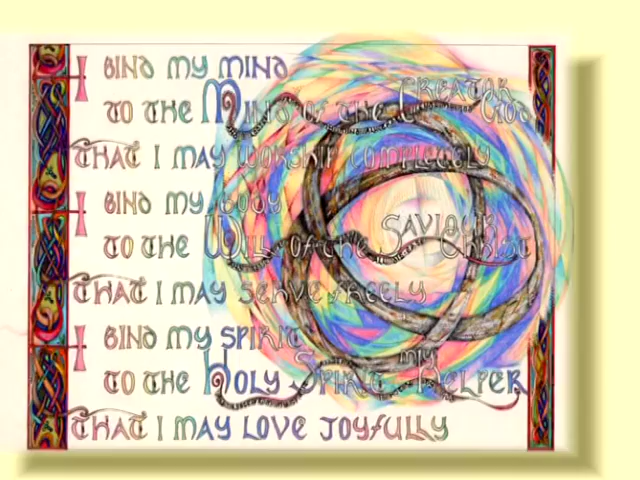 I BIND MY MIND
TO THE MIND OF THE CREATOR GOD
THAT I MAY WORSHIP COMPLETELY
I BIND MY BODY
TO THE WILL OF THE SAVIOUR CHRIST
THAT I MAY SERVE FREELY
I BIND MY SPIRIT
TO THE HOLY SPIRIT MY HELPER
THAT I MAY LOVE JOYFULLY